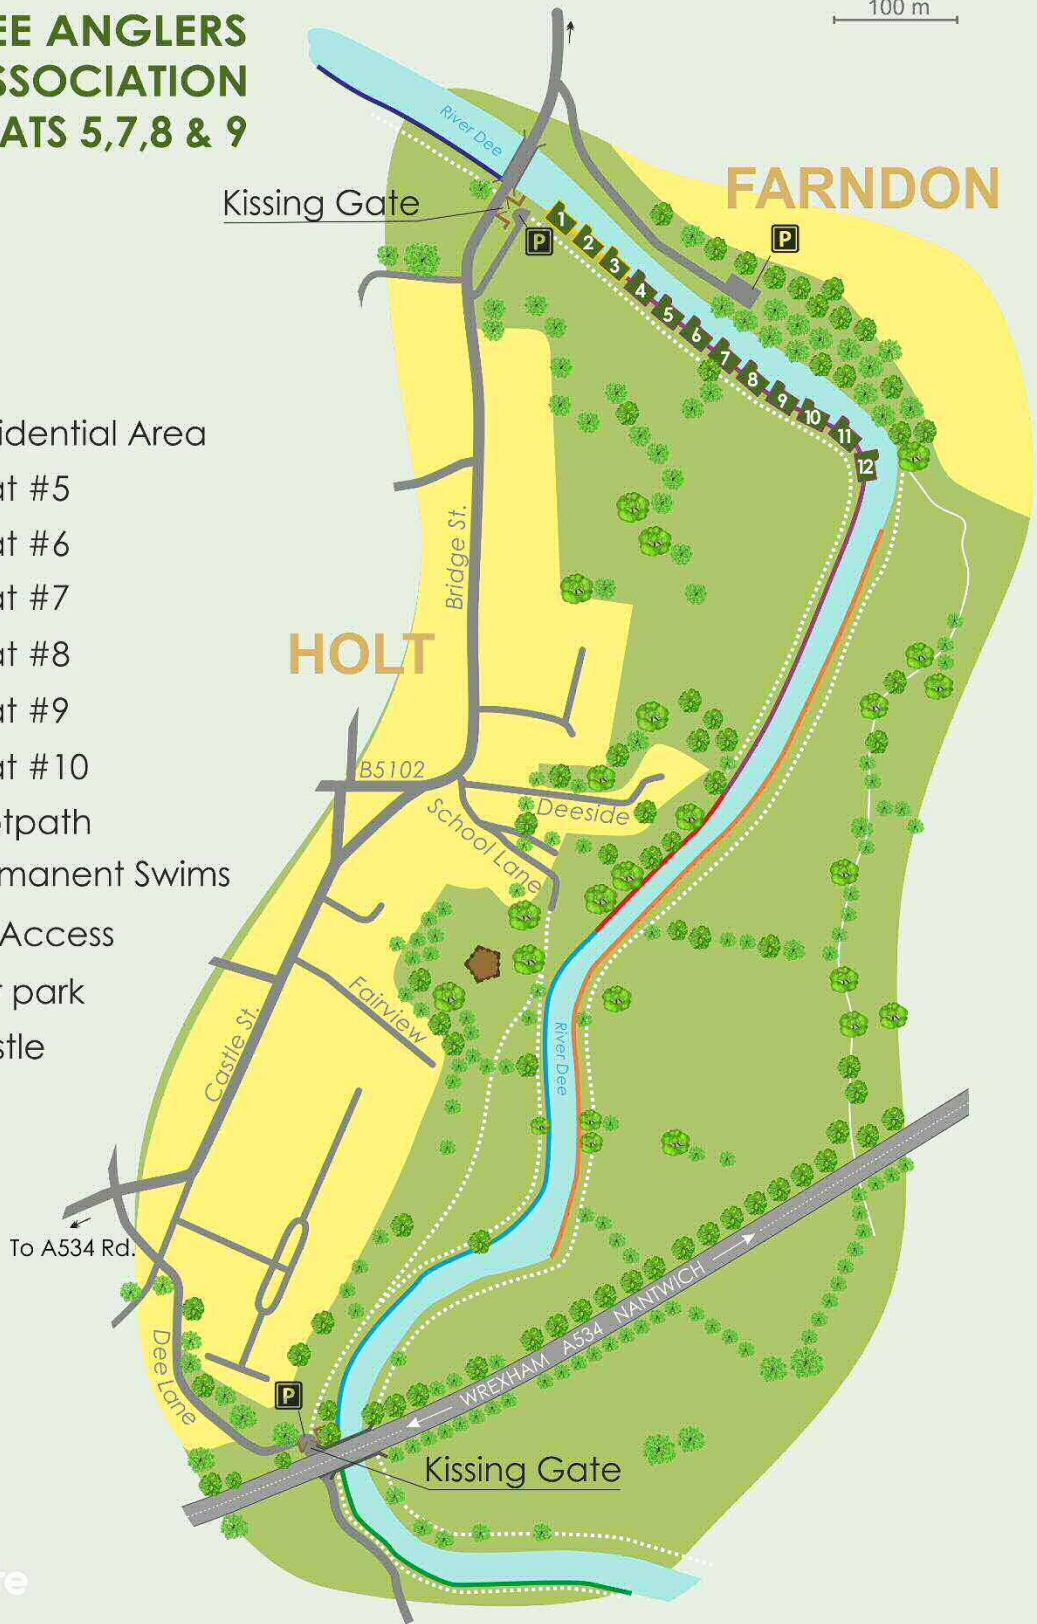 EE ANGLERS
SSOCIATION
ATS 5,7,8 & 9
100 m
River Dee
Kissing Gate
FARNDON
P
P
1
2
3
4
5
6
7
8
9
10
11
12
idential Area
at #5
at #6
at #7
at #8
at #9
at #10
otpath
manent Swims
Access
r park
stle
Bridge St.
HOLT
B5102
Deeside
School Lane
Fairview
Castle St.
River Dee
To A534 Rd.
Dee Lane
P
WREXHAM A534 NANTWICH
Kissing Gate
re